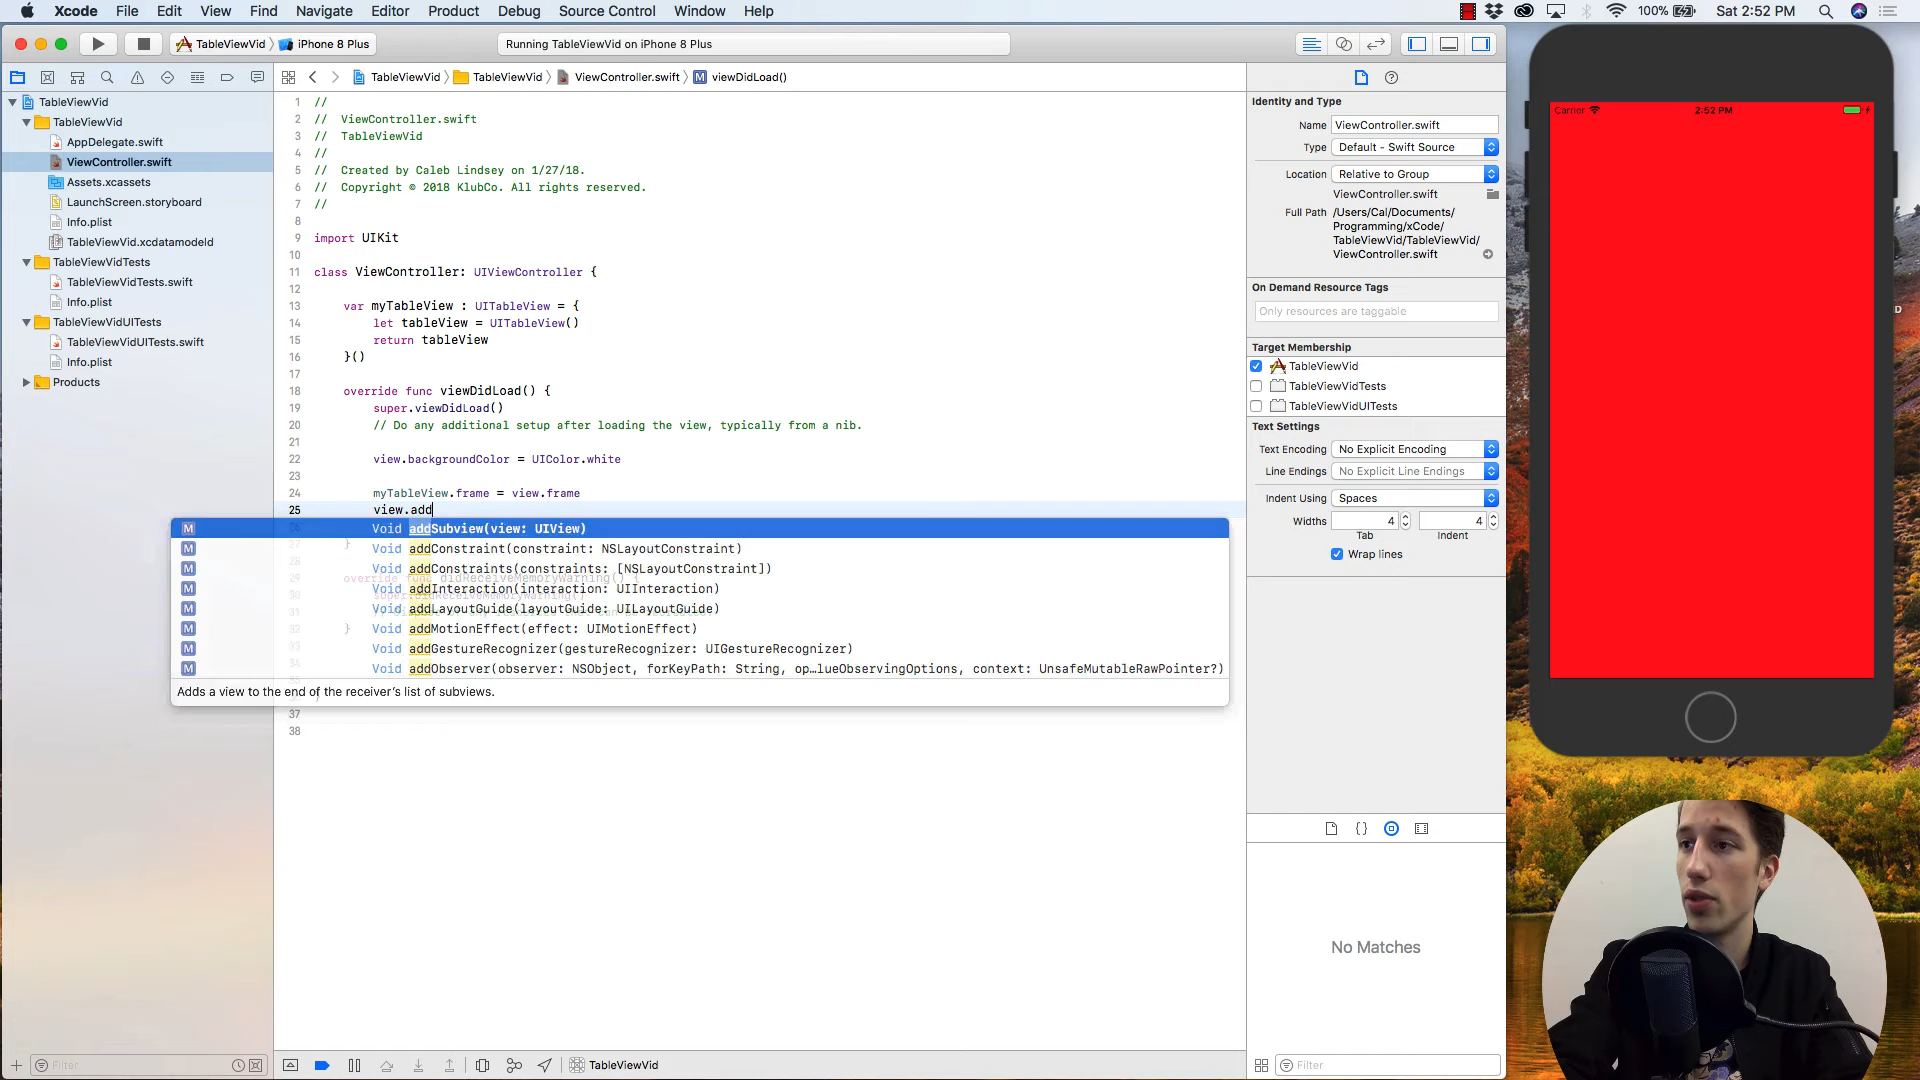 Xcode File Edit View Find Navigate Editor Product Debug Source Control Window Help
100% Sat 2:52 PM
TableViewVid iPhone 8 Plus
Running TableViewVid on iPhone 8 Plus
TableViewVid TableViewVid ViewController.swift M viewDidLoad()
TableViewVid
TableViewVid
AppDelegate.swift
ViewController.swift
Assets.xcassets
LaunchScreen.storyboard
Info.plist
TableViewVid.xcdatamodeld
TableViewVidTests
TableViewVidTests.swift
Info.plist
TableViewVidUITests
TableViewVidUITests.swift
Info.plist
Products
Filter
1 //
2 // ViewController.swift
3 // TableViewVid
4 //
5 // Created by Caleb Lindsey on 1/27/18.
6 // Copyright © 2018 KlubCo. All rights reserved.
7 //
8
9 import UIKit
10
11 class ViewController: UIViewController {
12
13 var myTableView : UITableView = {
14 let tableView = UITableView()
15 return tableView
16 }()
17
18 override func viewDidLoad() {
19 super.viewDidLoad()
20 // Do any additional setup after loading the view, typically from a nib.
21
22 view.backgroundColor = UIColor.white
23
24 myTableView.frame = view.frame
25 view.add
M Void addSubview(view: UIView)
M Void addConstraint(constraint: NSLayoutConstraint)
M Void addConstraints(constraints: [NSLayoutConstraint])
override func didReceiveMemoryWarning() {
M Void addInteraction(interaction: UIInteraction)
super.didReceiveMemoryWarning()
M Void addLayoutGuide(layoutGuide: UILayoutGuide)
32 } M Void addMotionEffect(effect: UIMotionEffect)
M Void addGestureRecognizer(gestureRecognizer: UIGestureRecognizer)
M Void addObserver(observer: NSObject, forKeyPath: String, op…lueObservingOptions, context: UnsafeMutableRawPointer?)
Adds a view to the end of the receiver's list of subviews.
37
38
TableViewVid
Identity and Type
Name ViewController.swift
Type Default - Swift Source
Location Relative to Group
ViewController.swift
Full Path /Users/Cal/Documents/
Programming/xCode/
TableViewVid/TableViewVid/
ViewController.swift
On Demand Resource Tags
Only resources are taggable
Target Membership
TableViewVid
TableViewVidTests
TableViewVidUITests
Text Settings
Text Encoding No Explicit Encoding
Line Endings No Explicit Line Endings
Indent Using Spaces
Widths 4 4
Tab Indent
Wrap lines
No Matches
Filter
Carrier 2:52 PM
D